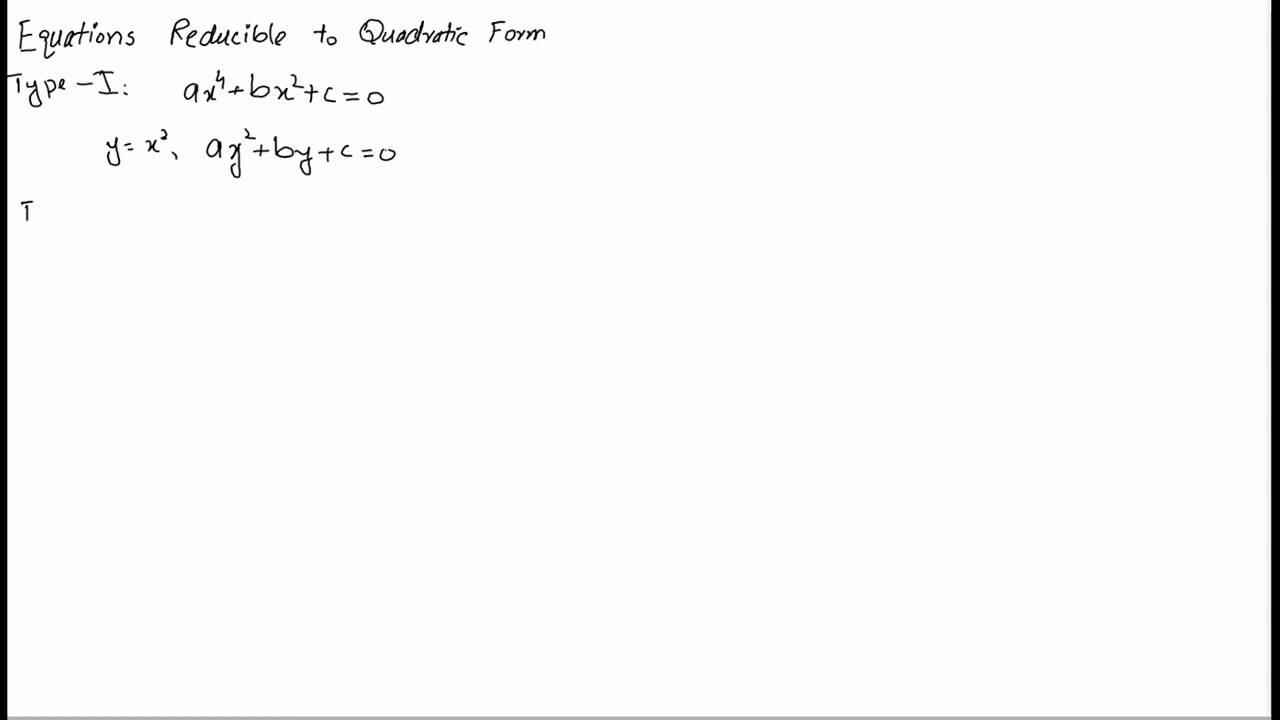 Equations Reducible to Quadratic Form
Type-I: ax⁴+bx²+c=0
y=x², ay²+by+c=0
T